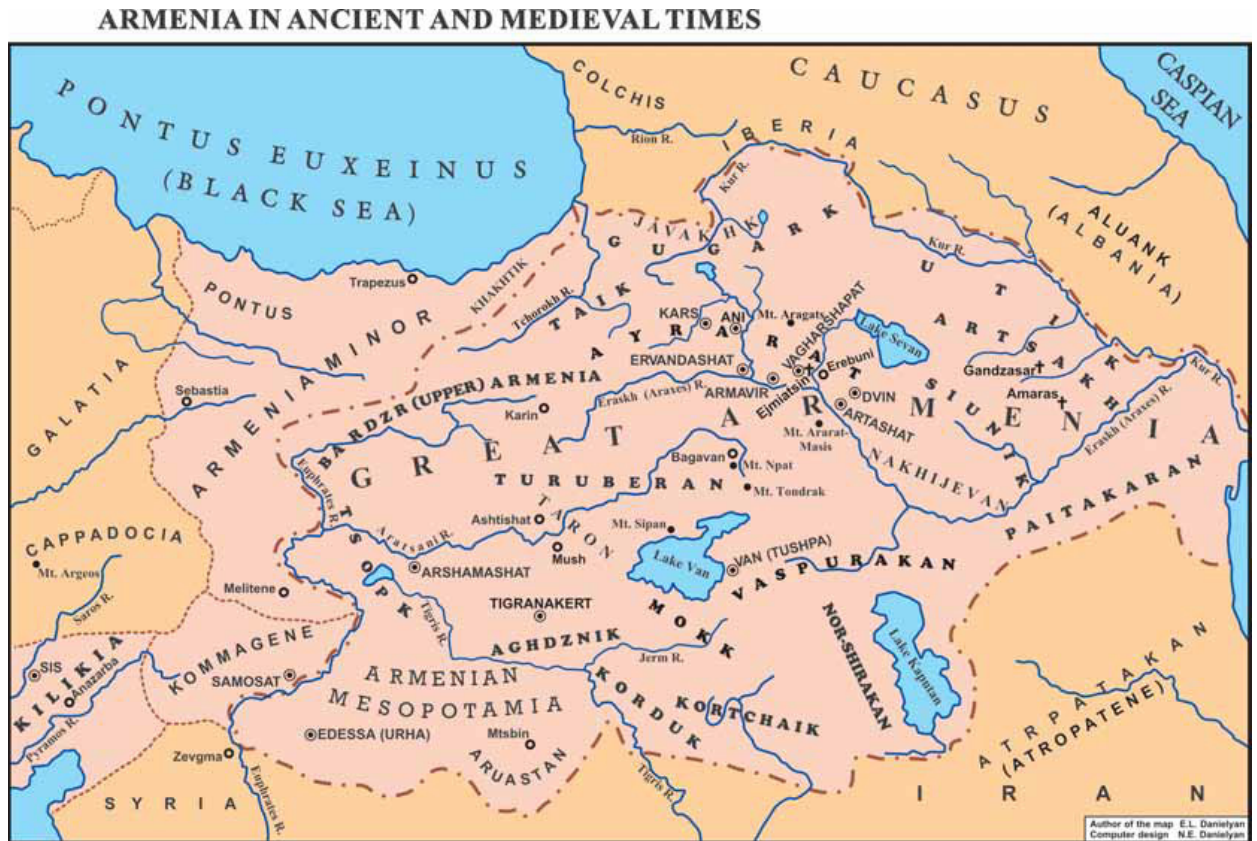 ARMENIA IN ANCIENT AND MEDIEVAL TIMES
PONTUS EUXEINUS
(BLACK SEA)
COLCHIS
CAUCASUS
CASPIAN
SEA
IBERIA
Rion R.
Kur R.
ALUANK
(ALBANIA)
Kur R.
JAVAKHK
GUGARK
UTIK
ARTSAKH
KHAKHTIK
Trapezus
PONTUS
Tchorokh R.
TAIK
KARS
ANI
Mt. Aragats
VAGHARSHAPAT
Lake Sevan
AYRARAT
ERVANDASHAT
Erebuni
Gandzasar
Kur R.
GALATIA
ARMENIA MINOR
Sebastia
BARDZR (UPPER) ARMENIA
Eraskh (Araxes) R.
ARMAVIR
Ejmiatsin
DVIN
SIUNIK
Amaras
Karin
ARTASHAT
Eraskh (Araxes) R.
GREAT ARMENIA
Mt. Ararat-
Masis
NAKHIJEVAN
Bagavan
Mt. Npat
Euphrates R.
TURUBERAN
Mt. Tondrak
PAITAKARAN
TARON
Ashtishat
Mt. Sipan
CAPPADOCIA
Mt. Argeos
Aratsani R.
Mush
Lake Van
VAN (TUSHPA)
VASPURAKAN
TSOPK
ARSHAMASHAT
Melitene
Saros R.
TIGRANAKERT
MOKK
NOR-SHIRAKAN
Lake Kaputan
Tigris R.
AGHDZNIK
Jerm R.
KOMMAGENE
SIS
KILIKIA
Anazarba
SAMOSAT
ARMENIAN
MESOPOTAMIA
KORDUK
KORTCHAIK
ATRPATAKAN
(ATROPATENE)
Pyramos R.
EDESSA (URHA)
Mtsbin
Zevgma
ARUASTAN
Euphrates R.
Tigris R.
SYRIA
IRAN
Author of the map E.L. Danielyan
Computer design N.E. Danielyan